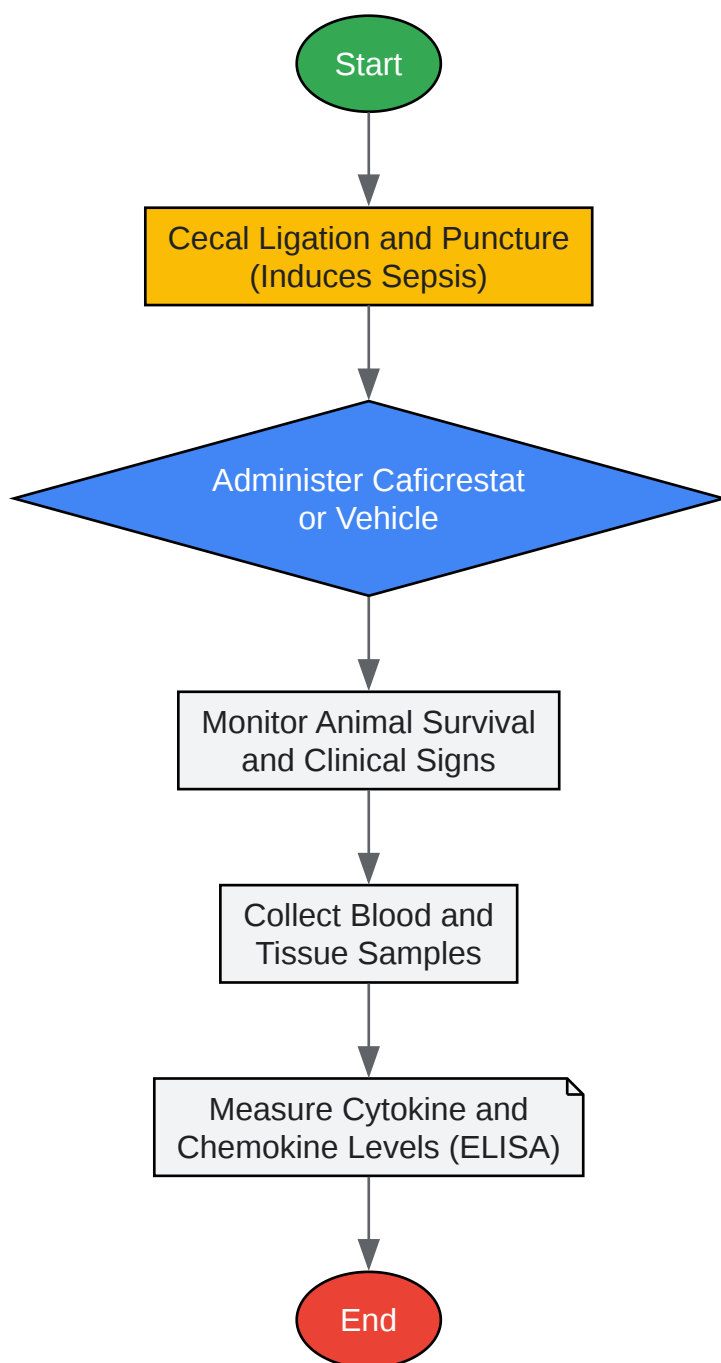 Start
Cecal Ligation and Puncture
(Induces Sepsis)
Administer Caficrestat
or Vehicle
Monitor Animal Survival
and Clinical Signs
Collect Blood and
Tissue Samples
Measure Cytokine and
Chemokine Levels (ELISA)
End